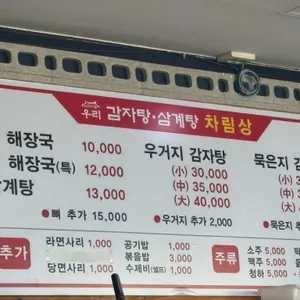 우리 감자탕·삼계탕 차림상
해장국 10,000
해장국(특) 12,000
계탕 13,000
● 뼈 추가 15,000
우거지 감자탕
(小) 30,000
(中) 35,000
(大) 40,000
● 우거지 추가 2,000
묵은지 감
(小) 3
(中) 3
(大) 4
● 묵은지 추
추가
라면사리 1,000
당면사리 1,000
공기밥 1,000
볶음밥 3,000
수제비(셀프) 1,000
주류
소주 5,000
맥주 5,000
청하 5,000